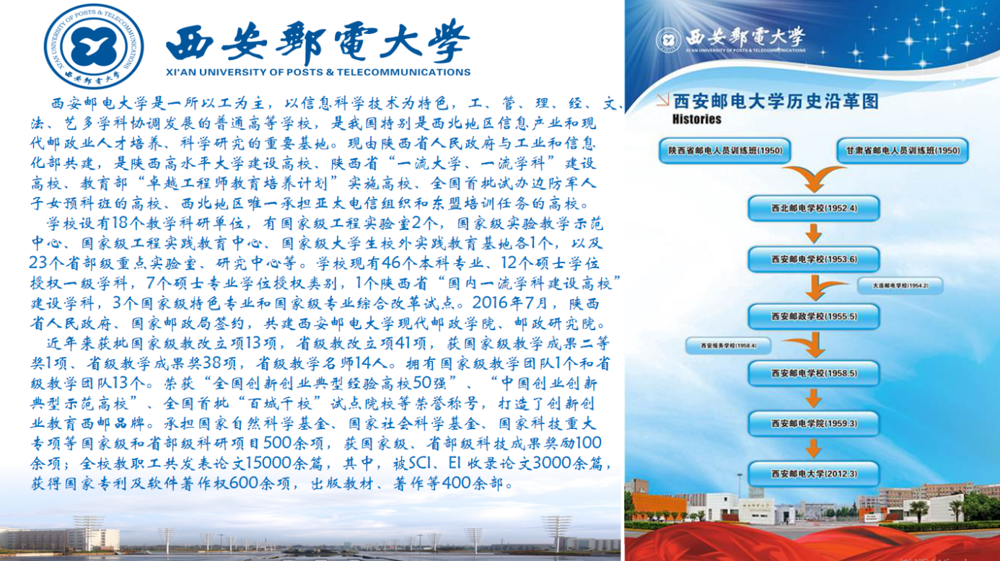 XI'AN UNIVERSITY OF POSTS & TELECOMMUNICATIONS
西安郵電大学
西安郵電大学
XI'AN UNIVERSITY OF POSTS & TELECOMMUNICATIONS
西安邮电大学是一所以工为主，以信息科学技术为特色，工、管、理、经、文、
法、艺多学科协调发展的普通高等学校，是我国特别是西北地区信息产业和现
代邮政业人才培养、科学研究的重要基地。现由陕西省人民政府与工业和信息
化部共建，是陕西高水平大学建设高校、陕西省“一流大学、一流学科”建设
高校、教育部“卓越工程师教育培养计划”实施高校、全国首批试办边防军人
子女预科班的高校、西北地区唯一承担亚太电信组织和东盟培训任务的高校。
学校设有18个教学科研单位，有国家级工程实验室2个，国家级实验教学示范
中心、国家级工程实践教育中心、国家级大学生校外实践教育基地各1个，以及
23个省部级重点实验室、研究中心等。学校现有46个本科专业、12个硕士学位
授权一级学科，7个硕士专业学位授权类别，1个陕西省“国内一流学科建设高校”
建设学科，3个国家级特色专业和国家级专业综合改革试点。2016年7月，陕西
省人民政府、国家邮政局签约，共建西安邮电大学现代邮政学院、邮政研究院。
近年来获批国家级教改立项13项，省级教改立项41项，获国家级教学成果二等
奖1项、省级教学成果奖38项，省级教学名师14人。拥有国家级教学团队1个和省
级教学团队13个。荣获“全国创新创业典型经验高校50强”、“中国创业创新
典型示范高校”、全国首批“百城千校”试点院校等荣誉称号，打造了创新创
业教育西邮品牌。承担国家自然科学基金、国家社会科学基金、国家科技重大
专项等国家级和省部级科研项目500余项，获国家级、省部级科技成果奖励100
余项；全校教职工共发表论文15000余篇，其中，被SCI、EI 收录论文3000余篇，
获得国家专利及软件著作权600余项，出版教材、著作等400余部。
西安郵電大学
XI'AN UNIVERSITY OF POSTS & TELECOMMUNICATIONS
西安邮电大学历史沿革图
Histories
陕西省邮电人员训练班(1950)
甘肃省邮电人员训练班(1950)
西北邮电学校(1952.4)
西安邮电学校(1953.6)
大连邮电学校(1954.2)
西安邮政学校(1955.5)
西安报务学校(1958.4)
西安邮电学校(1958.5)
西安邮电学院(1959.3)
西安邮电大学(2012.3)
西安郵電大学